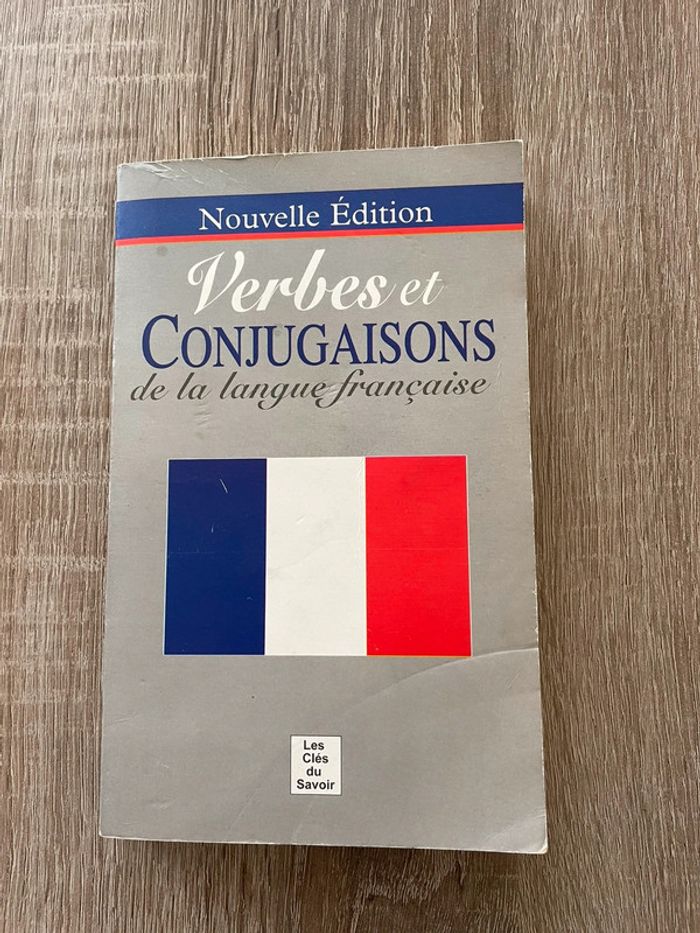 Nouvelle Édition
Verbes et
CONJUGAISONS
de la langue française
Les
Clés
du
Savoir